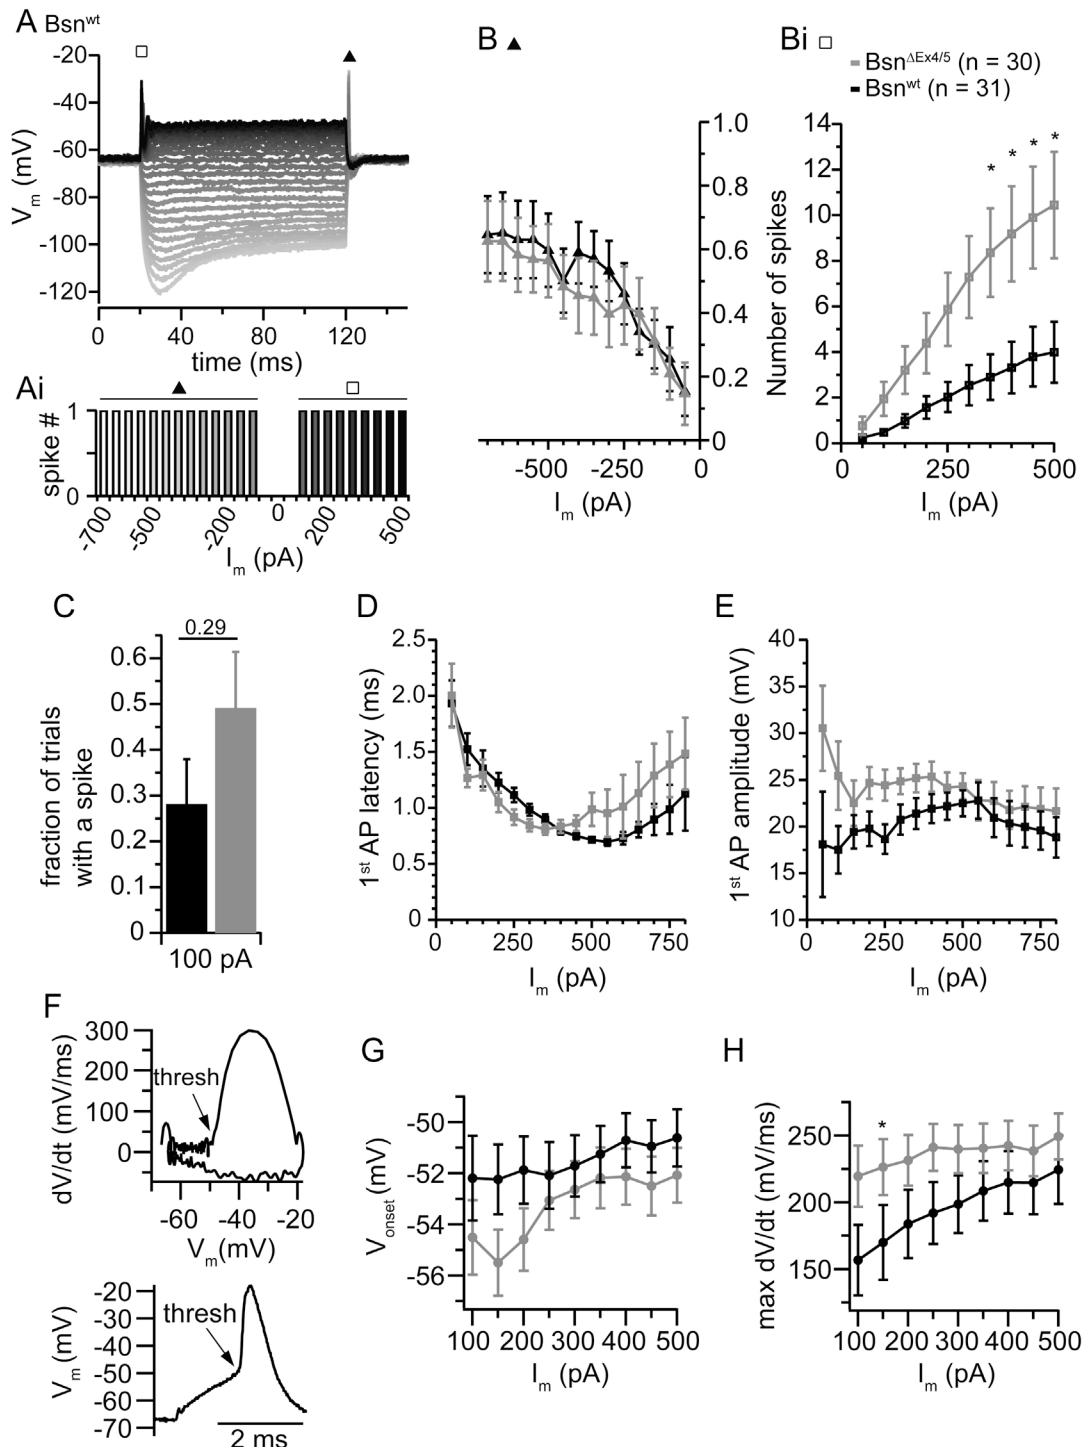 A Bsnwt
-20
-40
-60
-80
-100
-120
Vm (mV)
0 40 80 120
time (ms)
Ai
spike #
1
0
-700 -500 -200 0 200 500
Im (pA)
B
1.0
0.8
0.6
0.4
0.2
0
-500 -250 0
Im (pA)
Number of spikes
Bi
BsnΔEx4/5 (n = 30)
Bsnwt (n = 31)
14
12
10
8
6
4
2
0
* * * *
0 250 500
Im (pA)
C
0.29
fraction of trials
with a spike
0.6
0.5
0.4
0.3
0.2
0.1
0
100 pA
D
1st AP latency (ms)
2.5
2.0
1.5
1.0
0.5
0
0 250 500 750
Im (pA)
E
1st AP amplitude (mV)
40
35
30
25
20
15
10
0 250 500 750
Im (pA)
F
dV/dt (mV/ms)
300
200
100
0
thresh
-60 -40 -20
Vm(mV)
Vm(mV)
-20
-30
-40
-50
-60
-70
thresh
2 ms
G
Vonset (mV)
-50
-52
-54
-56
100 200 300 400 500
Im (pA)
H
max dV/dt (mV/ms)
250
200
150
*
100 200 300 400 500
Im (pA)